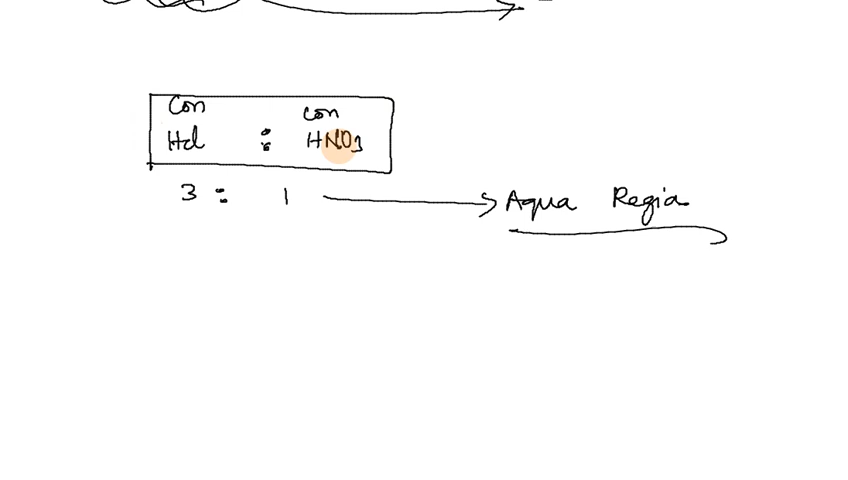 Con con
Hcl : HNO3
3 : 1 → Aqua Regia